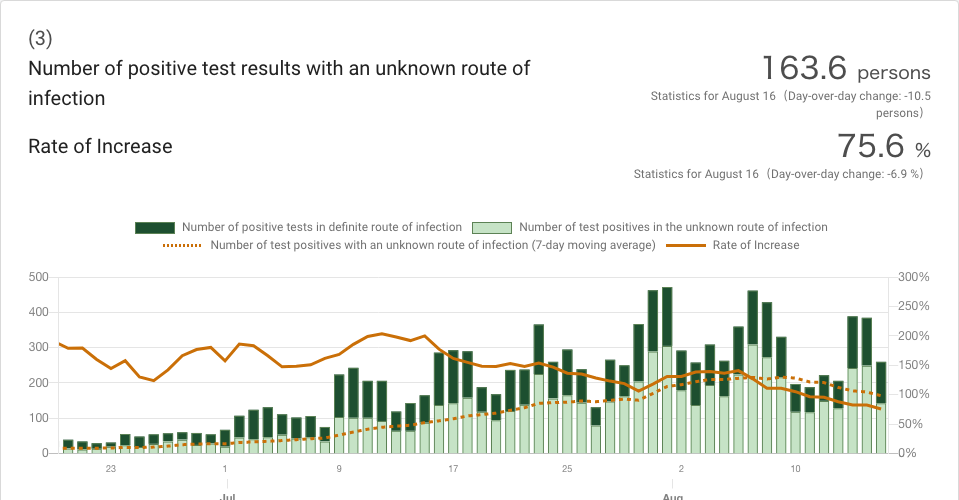 (3)
Number of positive test results with an unknown route of
infection
163.6 persons
Statistics for August 16（Day-over-day change: -10.5
persons）
Rate of Increase
75.6 %
Statistics for August 16（Day-over-day change: -6.9 %）
Number of positive tests in definite route of infection Number of test positives in the unknown route of infection
Number of test positives with an unknown route of infection (7-day moving average) Rate of Increase
500 300%
250%
400
200%
300
150%
200
100%
100
50%
0 0%
23 1 9 17 25 2 10
Jul Aug